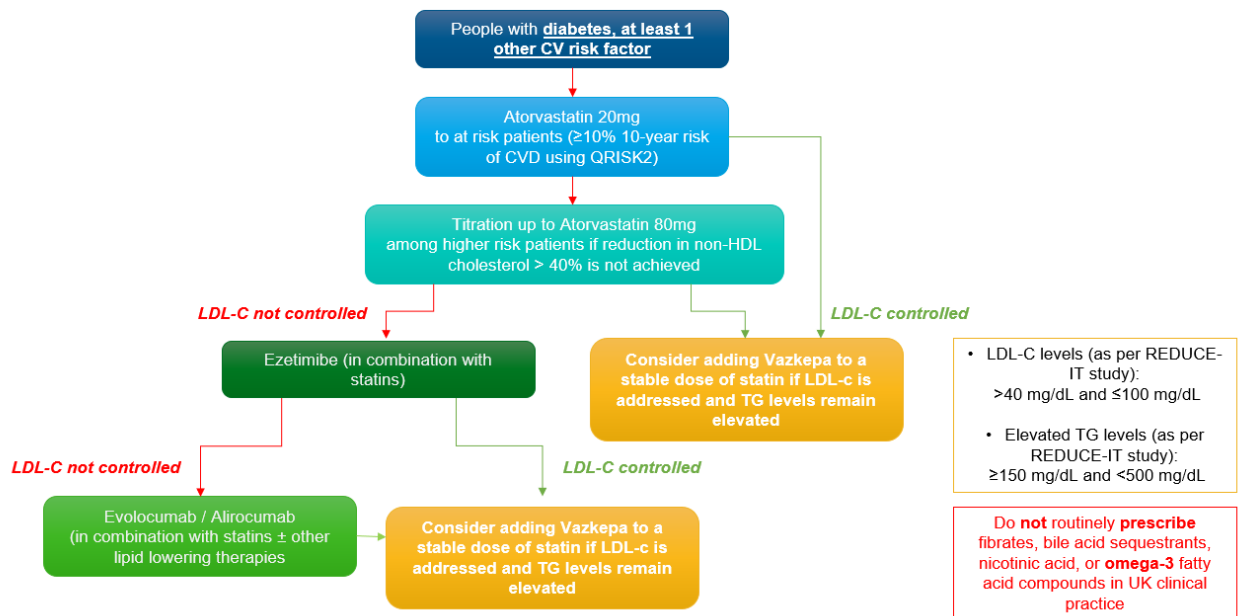 People with diabetes, at least 1
other CV risk factor
Atorvastatin 20mg
to at risk patients (≥10% 10-year risk
of CVD using QRISK2)
Titration up to Atorvastatin 80mg
among higher risk patients if reduction in non-HDL
cholesterol > 40% is not achieved
LDL-C not controlled
LDL-C controlled
Ezetimibe (in combination with
statins)
Consider adding Vazkepa to a
stable dose of statin if LDL-c is
addressed and TG levels remain
elevated
• LDL-C levels (as per REDUCE-
IT study):
>40 mg/dL and ≤100 mg/dL
• Elevated TG levels (as per
REDUCE-IT study):
≥150 mg/dL and <500 mg/dL
LDL-C not controlled
LDL-C controlled
Evolocumab / Alirocumab
(in combination with statins ± other
lipid lowering therapies
Consider adding Vazkepa to a
stable dose of statin if LDL-c is
addressed and TG levels remain
elevated
Do not routinely prescribe
fibrates, bile acid sequestrants,
nicotinic acid, or omega-3 fatty
acid compounds in UK clinical
practice